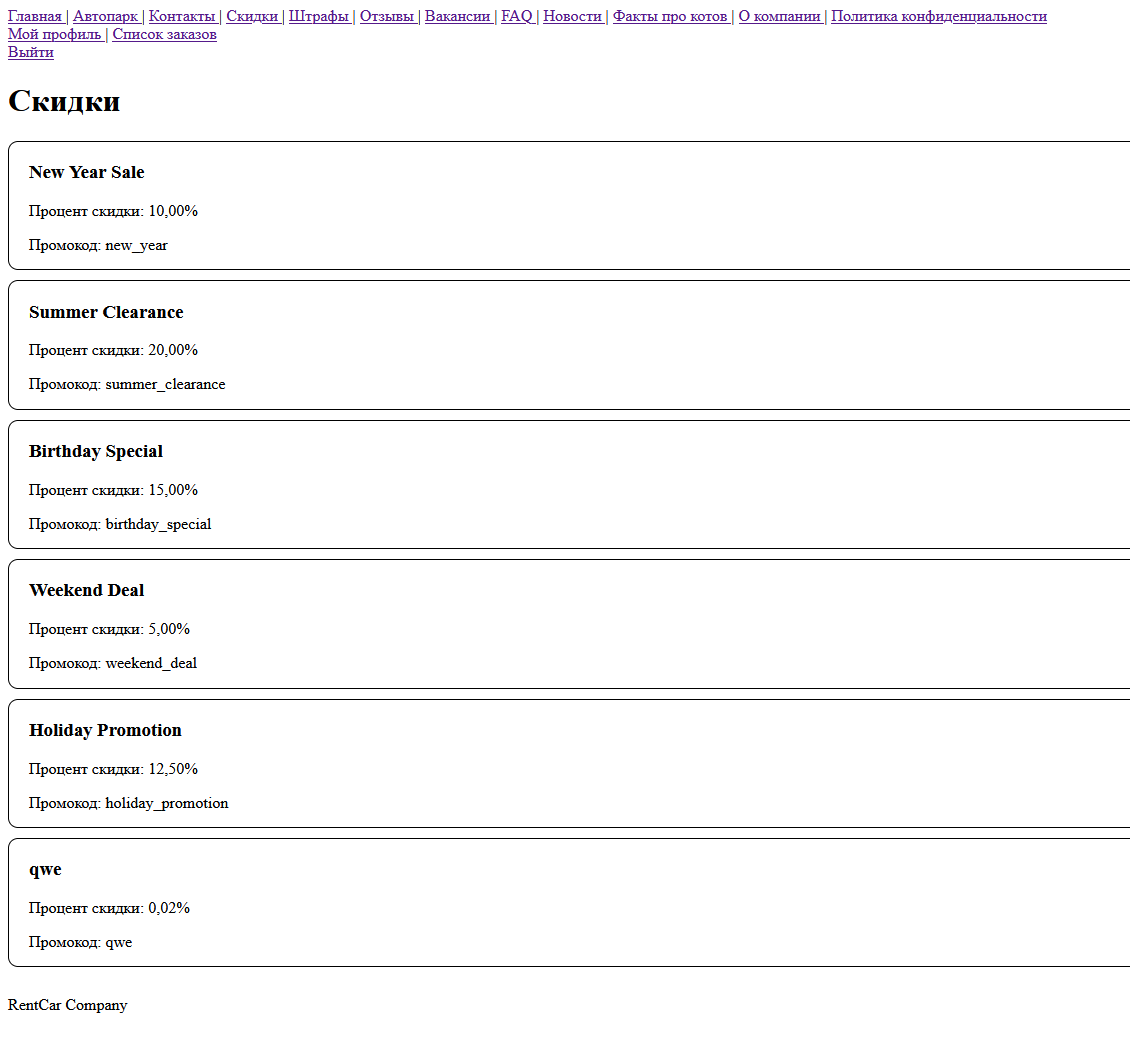 Главная | Автопарк | Контакты | Скидки | Штрафы | Отзывы | Вакансии | FAQ | Новости | Факты про котов | О компании | Политика конфиденциальности
Мой профиль | Список заказов
Выйти
Скидки
New Year Sale
Процент скидки: 10,00%
Промокод: new_year
Summer Clearance
Процент скидки: 20,00%
Промокод: summer_clearance
Birthday Special
Процент скидки: 15,00%
Промокод: birthday_special
Weekend Deal
Процент скидки: 5,00%
Промокод: weekend_deal
Holiday Promotion
Процент скидки: 12,50%
Промокод: holiday_promotion
qwe
Процент скидки: 0,02%
Промокод: qwe
RentCar Company